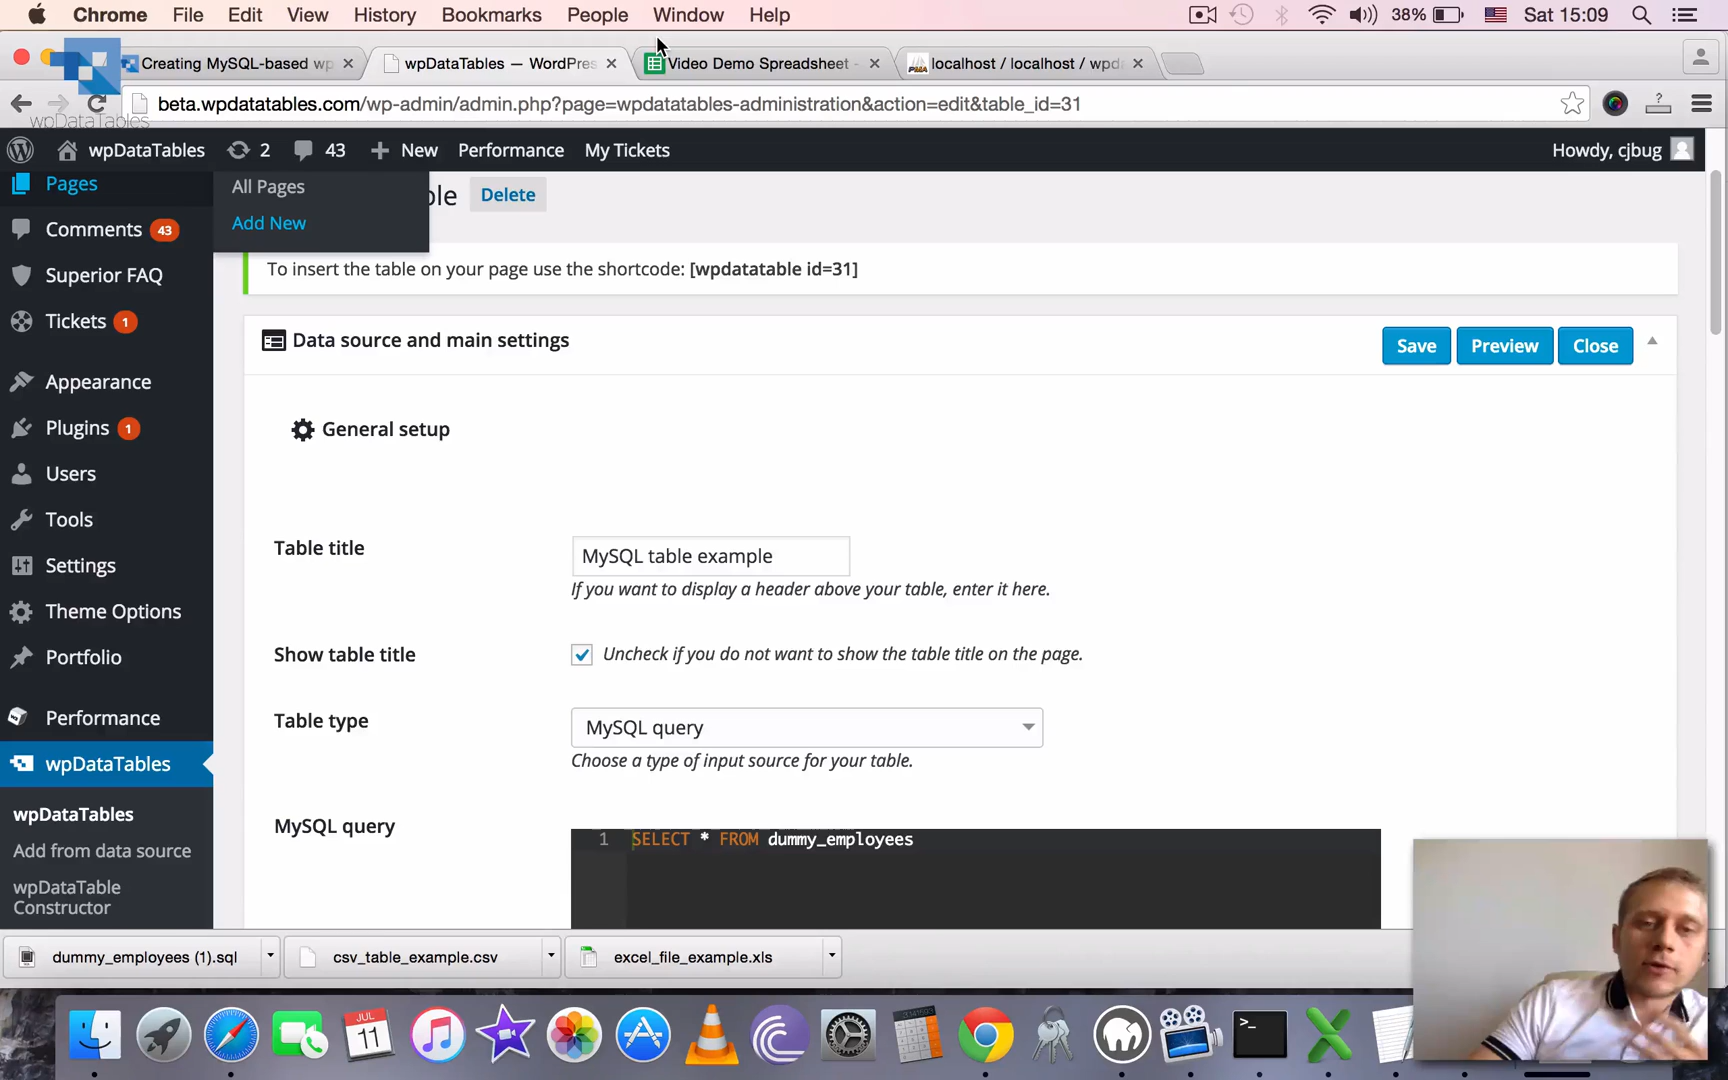 Chrome File Edit View History Bookmarks People Window Help 38% Sat 15:09
Creating MySQL-based wp wpDataTables — WordPres Video Demo Spreadsheet - PMA localhost / localhost / wpd
beta.wpdatatables.com/wp-admin/admin.php?page=wpdatatables-administration&action=edit&table_id=31
wpDataTables
wpDataTables 2 43 New Performance My Tickets Howdy, cjbug
Pages
All Pages
ble Delete
Add New
Comments 43
To insert the table on your page use the shortcode: [wpdatatable id=31]
Superior FAQ
Tickets 1
Data source and main settings Save Preview Close
Appearance
Plugins 1
General setup
Users
Tools
Settings
Table title MySQL table example
If you want to display a header above your table, enter it here.
Theme Options
Portfolio
Show table title Uncheck if you do not want to show the table title on the page.
Performance
Table type MySQL query
Choose a type of input source for your table.
wpDataTables
wpDataTables
MySQL query 1 SELECT * FROM dummy_employees
Add from data source
wpDataTable
Constructor
dummy_employees (1).sql csv_table_example.csv excel_file_example.xls
JUL
11